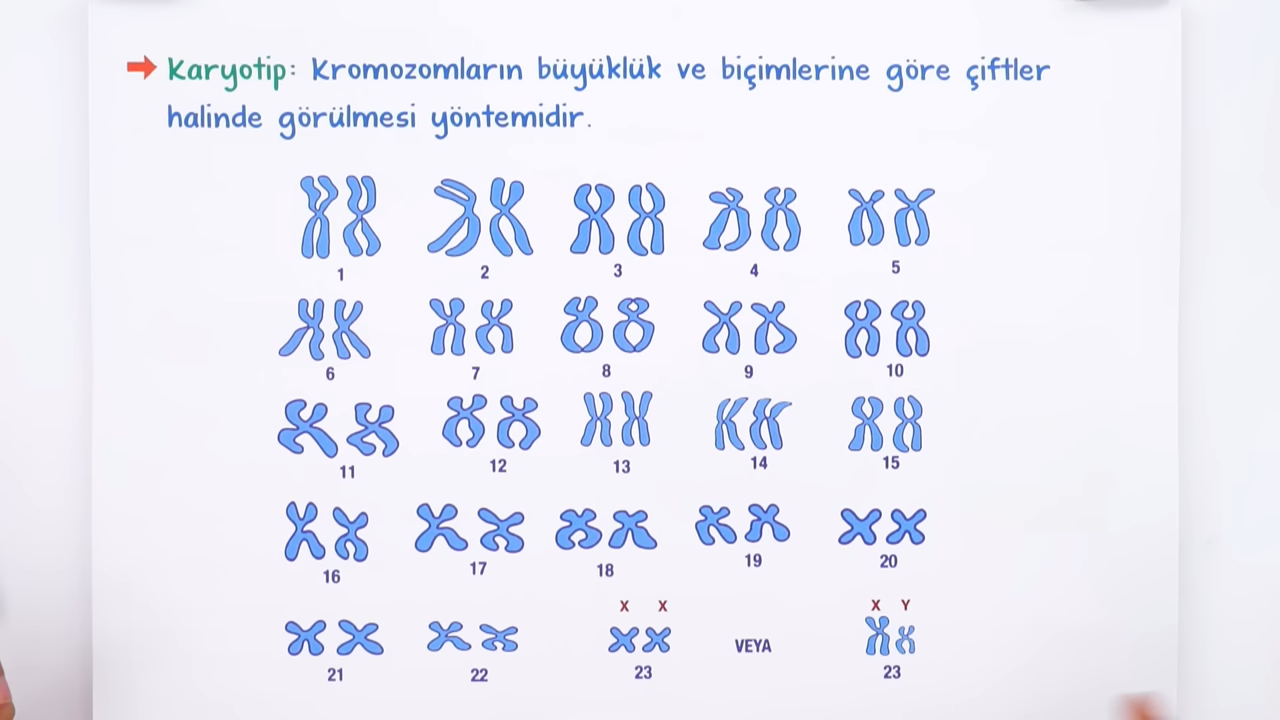 Karyotip: Kromozomların büyüklük ve biçimlerine göre çiftler
halinde görülmesi yöntemidir.
1 2 3 4 5
6 7 8 9 10
11 12 13 14 15
16 17 18 19 20
X X X Y
VEYA
21 22 23 23